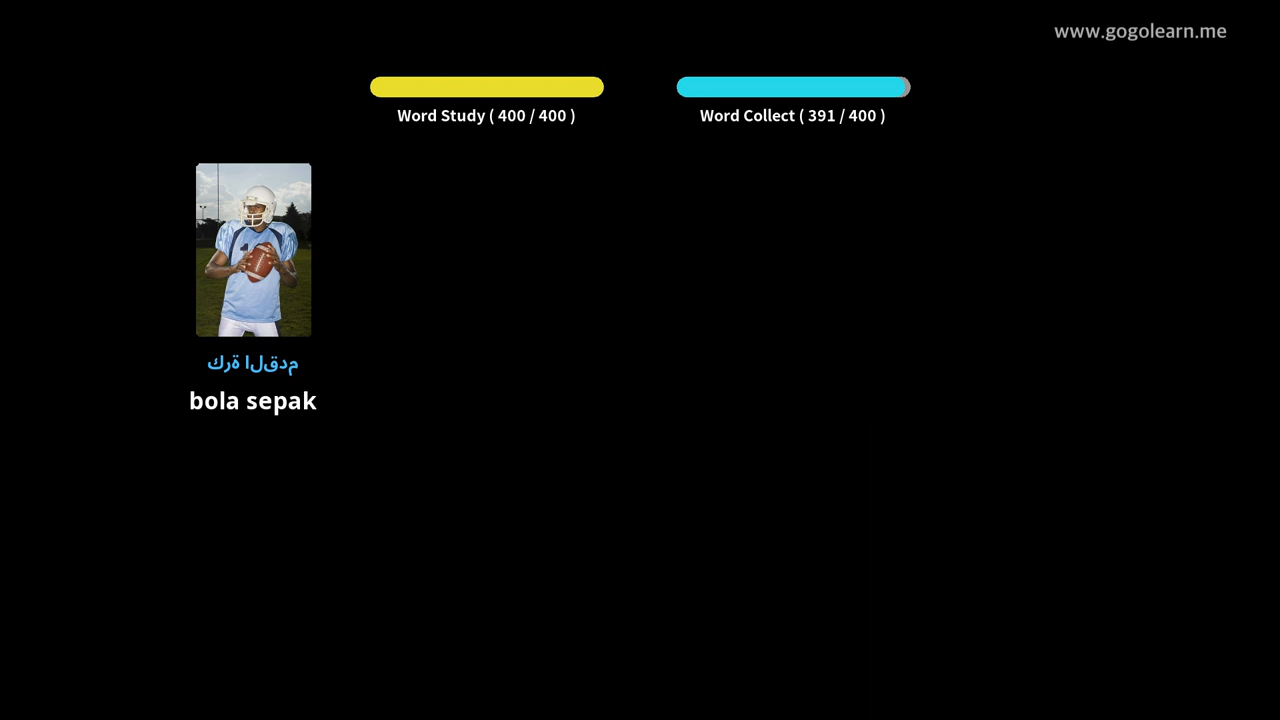 www.gogolearn.me
Word Study ( 400 / 400 )
Word Collect ( 391 / 400 )
كرة القدم
bola sepak